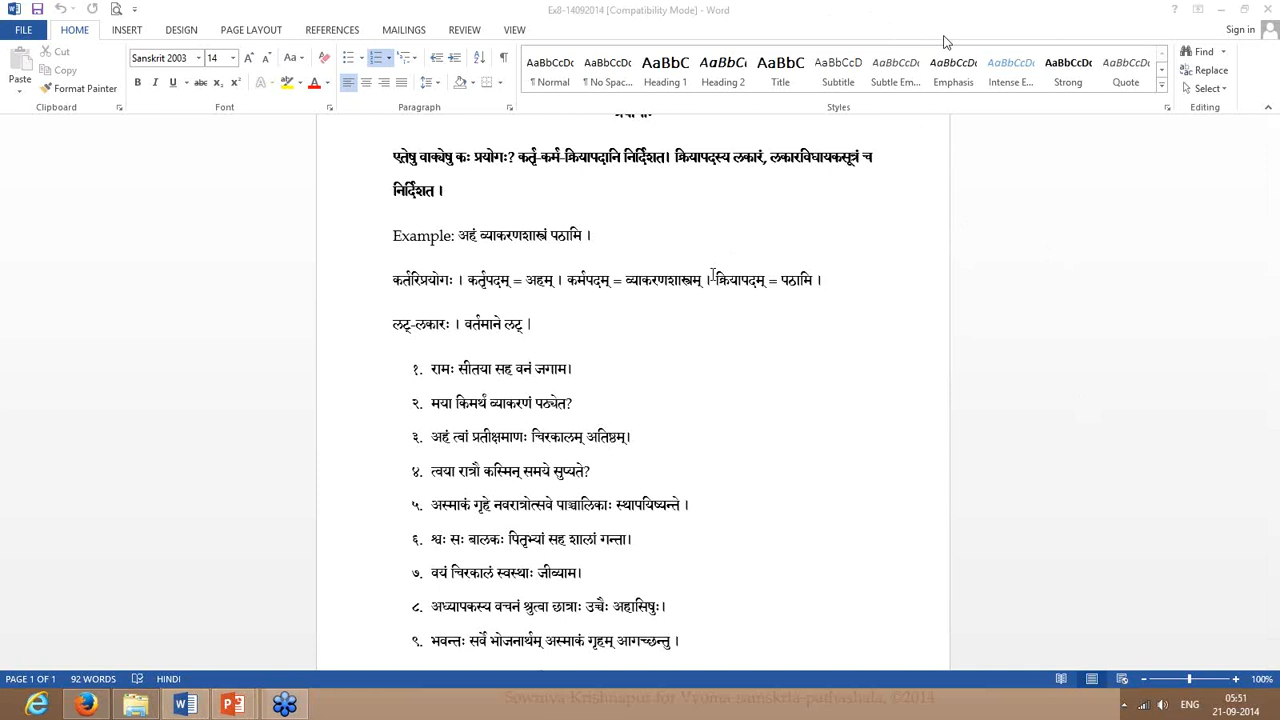 Ex8-14092014 [Compatibility Mode] - Word
FILE HOME INSERT DESIGN PAGE LAYOUT REFERENCES MAILINGS REVIEW VIEW Sign in
Paste Cut Copy Format Painter
Sanskrit 2003 14
AaBbCcDc AaBbCcDc AaBbC AaBbCc AaBbC AaBbCcD AaBbCcDc AaBbCcDc AaBbCcDc AaBbCcDc AaBbCcDc
¶ Normal ¶ No Spac... Heading 1 Heading 2 Title Subtitle Subtle Em... Emphasis Intense E... Strong Quote
Find Replace Select
Clipboard Font Paragraph Styles Editing
एतेषु वाक्येषु कः प्रयोगः? कर्तृ-कर्म-क्रियापदानि निर्दिशत। क्रियापदस्य लकारं, लकारविधायकसूत्रं च
निर्दिशत ।
Example: अहं व्याकरणशास्त्रं पठामि ।
कर्तरिप्रयोगः । कर्तृपदम् = अहम् । कर्मपदम् = व्याकरणशास्त्रम् । क्रियापदम् = पठामि ।
लट्-लकारः । वर्तमाने लट् ।
१. रामः सीतया सह वनं जगाम।
२. मया किमर्थं व्याकरणं पठ्येत?
३. अहं त्वां प्रतीक्षमाणः चिरकालम् अतिष्ठम्।
४. त्वया रात्रौ कस्मिन् समये सुप्यते?
५. अस्माकं गृहे नवरात्रोत्सवे पाञ्चालिकाः स्थापयिष्यन्ते ।
६. श्वः सः बालकः पितृभ्यां सह शालां गन्ता।
७. वयं चिरकालं स्वस्थाः जीव्याम।
८. अध्यापकस्य वचनं श्रुत्वा छात्राः उच्चैः अहासिषुः।
९. भवन्तः सर्वे भोजनार्थम् अस्माकं गृहम् आगच्छन्तु ।
PAGE 1 OF 1 92 WORDS HINDI 100%
Sowmya Krishnapur for Vyoma-samskrta-pathashala, ©2014
ENG 05:51
21-09-2014